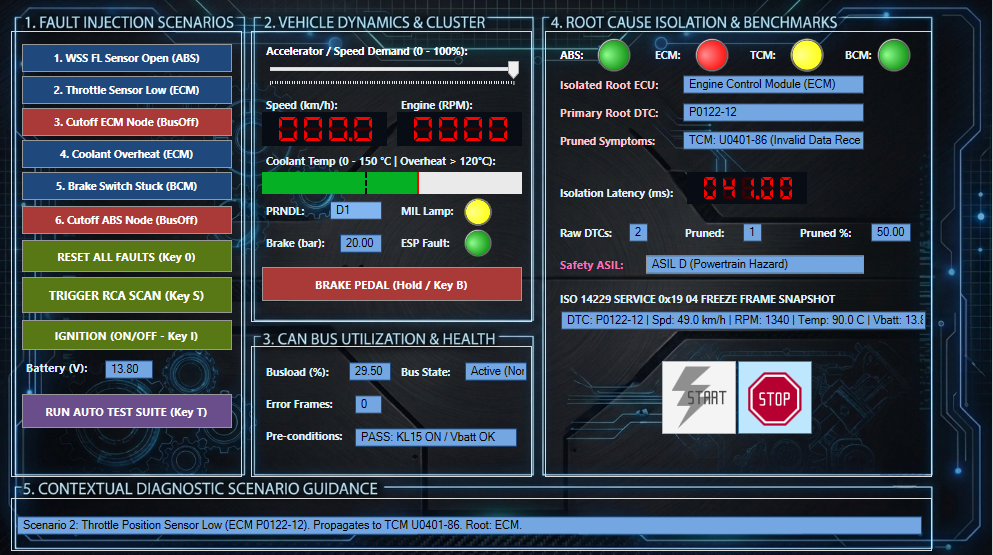 1. FAULT INJECTION SCENARIOS
1. WSS FL Sensor Open (ABS)
2. Throttle Sensor Low (ECM)
3. Cutoff ECM Node (BusOff)
4. Coolant Overheat (ECM)
5. Brake Switch Stuck (BCM)
6. Cutoff ABS Node (BusOff)
RESET ALL FAULTS (Key 0)
TRIGGER RCA SCAN (Key S)
IGNITION (ON/OFF - Key I)
Battery (V): 13.80
RUN AUTO TEST SUITE (Key T)
2. VEHICLE DYNAMICS & CLUSTER
Accelerator / Speed Demand (0 - 100%):
Speed (km/h): Engine (RPM):
000.0 0000
Coolant Temp (0 - 150 °C | Overheat > 120°C):
PRNDL: D1 MIL Lamp:
Brake (bar): 20.00 ESP Fault:
BRAKE PEDAL (Hold / Key B)
3. CAN BUS UTILIZATION & HEALTH
Busload (%): 29.50 Bus State: Active (Nor
Error Frames: 0
Pre-conditions: PASS: KL15 ON / Vbatt OK
4. ROOT CAUSE ISOLATION & BENCHMARKS
ABS: ECM: TCM: BCM:
Isolated Root ECU: Engine Control Module (ECM)
Primary Root DTC: P0122-12
Pruned Symptoms: TCM: U0401-86 (Invalid Data Rece
Isolation Latency (ms): 041.00
Raw DTCs: 2 Pruned: 1 Pruned %: 50.00
Safety ASIL: ASIL D (Powertrain Hazard)
ISO 14229 SERVICE 0x19 04 FREEZE FRAME SNAPSHOT
DTC: P0122-12 | Spd: 49.0 km/h | RPM: 1340 | Temp: 90.0 C | Vbatt: 13.8
START STOP
5. CONTEXTUAL DIAGNOSTIC SCENARIO GUIDANCE
Scenario 2: Throttle Position Sensor Low (ECM P0122-12). Propagates to TCM U0401-86. Root: ECM.